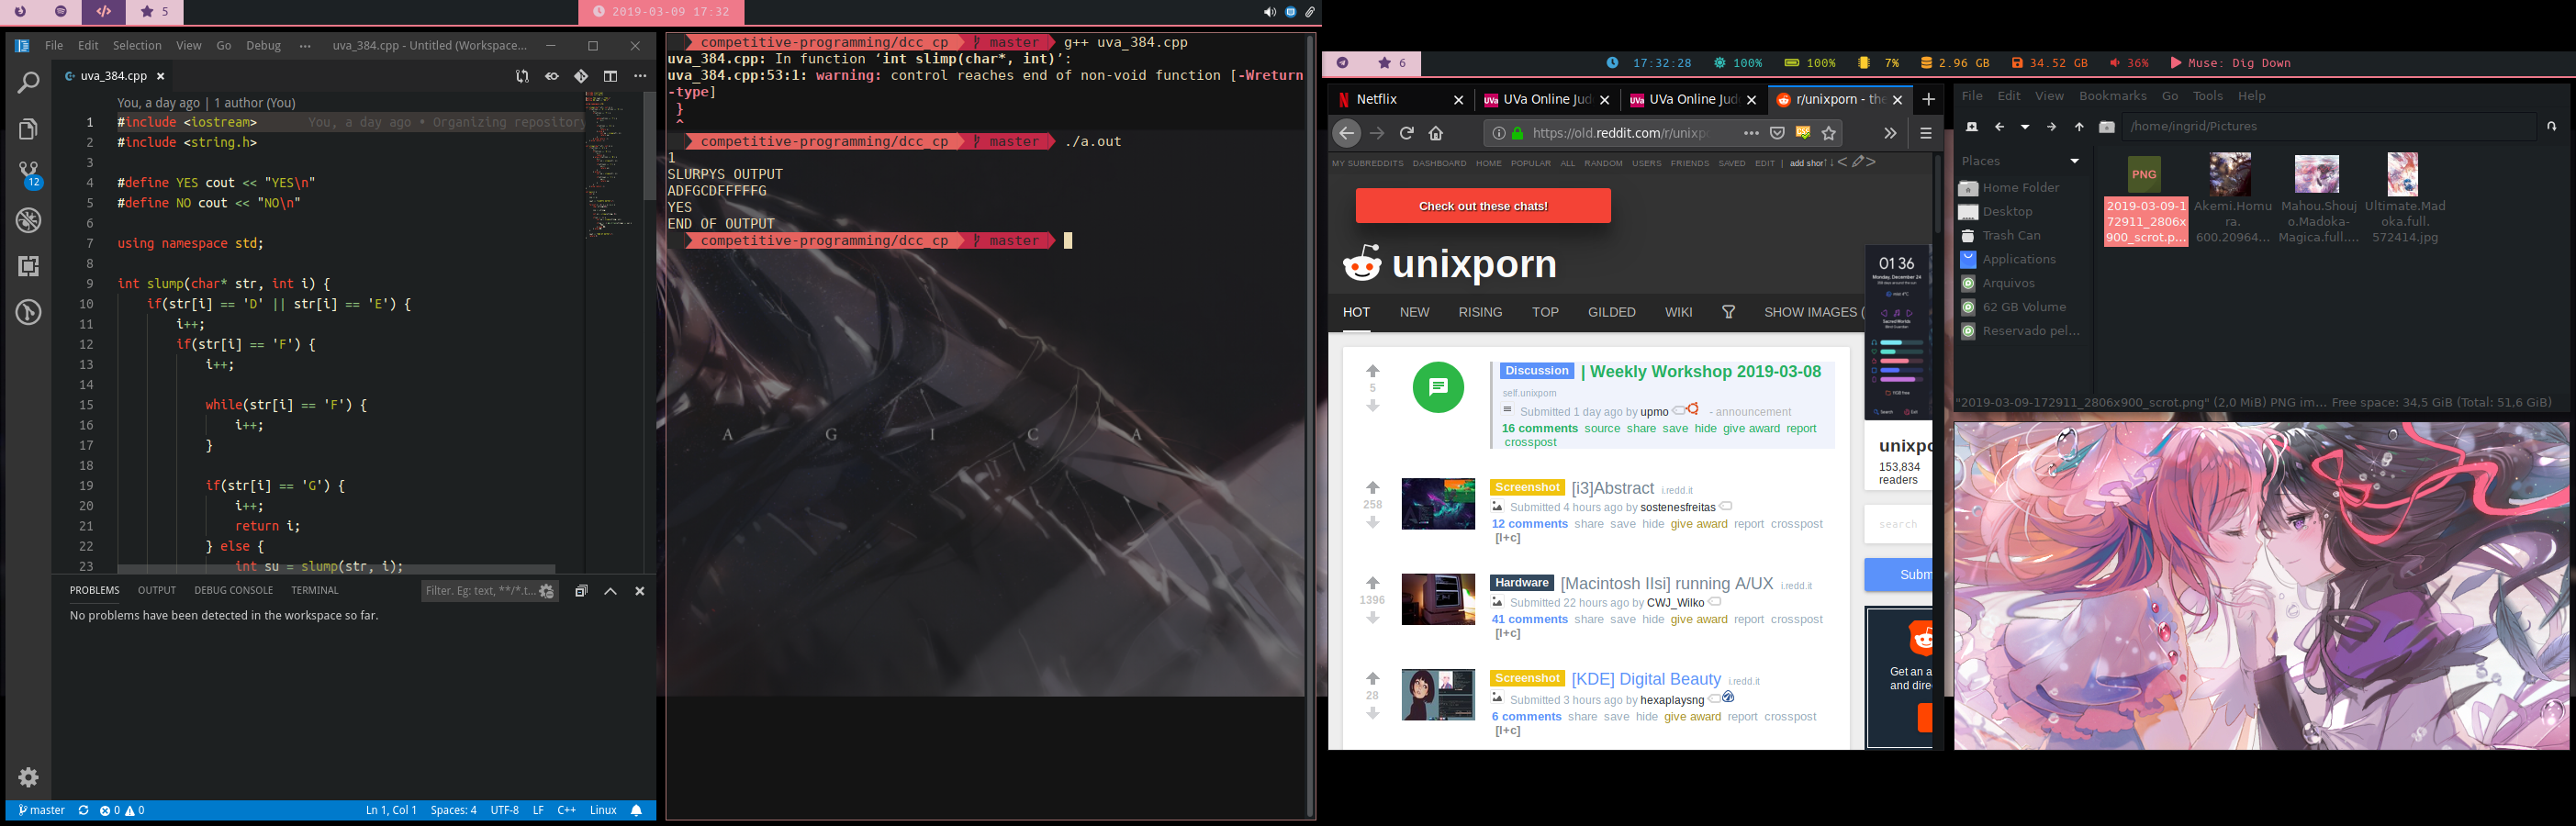 5
2019-03-09 17:32
File Edit Selection View Go Debug ··· uva_384.cpp - Untitled (Workspace...
uva_384.cpp
You, a day ago | 1 author (You)
1 #include <iostream> You, a day ago • Organizing repository
2 #include <string.h>
3
4 #define YES cout << "YES\n"
5 #define NO cout << "NO\n"
6
7 using namespace std;
8
9 int slump(char* str, int i) {
10 if(str[i] == 'D' || str[i] == 'E') {
11 i++;
12 if(str[i] == 'F') {
13 i++;
14
15 while(str[i] == 'F') {
16 i++;
17 }
18
19 if(str[i] == 'G') {
20 i++;
21 return i;
22 } else {
23 int su = slump(str, i);
12
PROBLEMS OUTPUT DEBUG CONSOLE TERMINAL Filter. Eg: text, **/*.t...
No problems have been detected in the workspace so far.
master 0 0 Ln 1, Col 1 Spaces: 4 UTF-8 LF C++ Linux
competitive-programming/dcc_cp master g++ uva_384.cpp
uva_384.cpp: In function ‘int slimp(char*, int)’:
uva_384.cpp:53:1: warning: control reaches end of non-void function [-Wreturn
-type]
}
^
competitive-programming/dcc_cp master ./a.out
1
SLURPYS OUTPUT
ADFGCDFFFFFG
YES
END OF OUTPUT
competitive-programming/dcc_cp master
A G I C A
6
17:32:28 100% 100% 7% 2.96 GB 34.52 GB 36% Muse: Dig Down
Netflix UVa Online Jud UVa Online Jud r/unixporn - the
https://old.reddit.com/r/unixpo
MY SUBREDDITS DASHBOARD HOME POPULAR ALL RANDOM USERS FRIENDS SAVED EDIT | add shor
Check out these chats!
unixporn
HOT NEW RISING TOP GILDED WIKI SHOW IMAGES (
5
Discussion | Weekly Workshop 2019-03-08
self.unixporn
Submitted 1 day ago by upmo - announcement
16 comments source share save hide give award report
crosspost
258
Screenshot [i3]Abstract i.redd.it
Submitted 4 hours ago by sostenesfreitas
12 comments share save hide give award report crosspost
[l+c]
1396
Hardware [Macintosh IIsi] running A/UX i.redd.it
Submitted 22 hours ago by CWJ_Wilko
41 comments share save hide give award report crosspost
[l+c]
28
Screenshot [KDE] Digital Beauty i.redd.it
Submitted 3 hours ago by hexaplaysng
6 comments share save hide give award report crosspost
[l+c]
01 36
Monday, December 24
unixpo
153,834
readers
search
Subm
Get an a
and direc
File Edit View Bookmarks Go Tools Help
/home/ingrid/Pictures
Places
Home Folder
Desktop
Trash Can
Applications
Arquivos
62 GB Volume
Reservado pel...
PNG
2019-03-09-1
72911_2806x
900_scrot.p...
Akemi.Homu
ra.
600.20964...
Mahou.Shouj
o.Madoka-
Magica.full....
Ultimate.Mad
oka.full.
572414.jpg
"2019-03-09-172911_2806x900_scrot.png" (2,0 MiB) PNG im... Free space: 34,5 GiB (Total: 51,6 GiB)